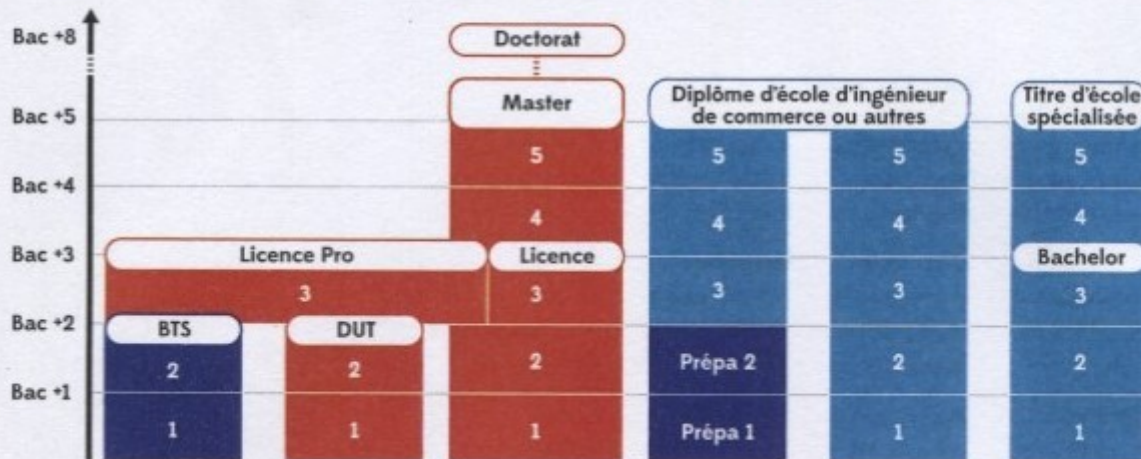 Bac +8
Doctorat
Master
Diplôme d'école d'ingénieur
de commerce ou autres
Titre d'école
spécialisée
Bac +5
5
5
5
5
Bac +4
4
4
4
4
Bac +3
Licence Pro
Licence
Bachelor
3
3
3
3
3
Bac +2
BTS
DUT
2
2
2
Prépa 2
2
2
Bac +1
1
1
1
Prépa 1
1
1